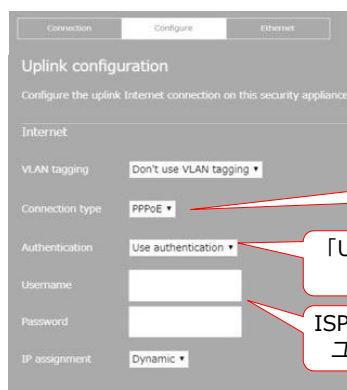 Connection Configure Ethernet
Uplink configuration
Configure the uplink Internet connection on this security appliance
Internet
VLAN tagging Don't use VLAN tagging
Connection type PPPoE
Authentication Use authentication
「U
Username
ISP
Password
コ
IP assignment Dynamic